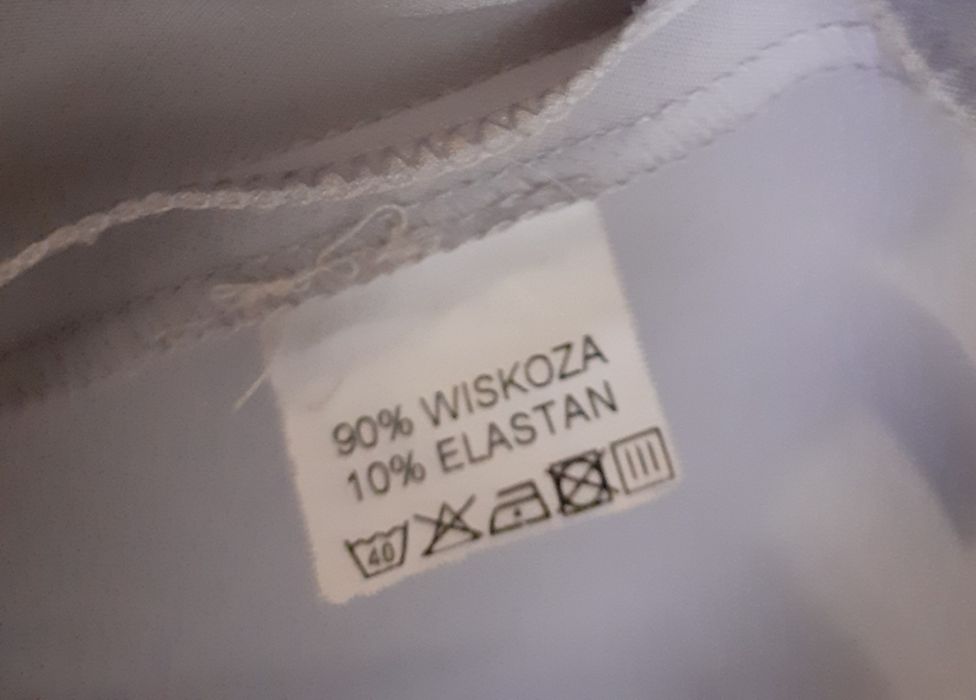 90% WISKOZA
10% ELASTAN
40